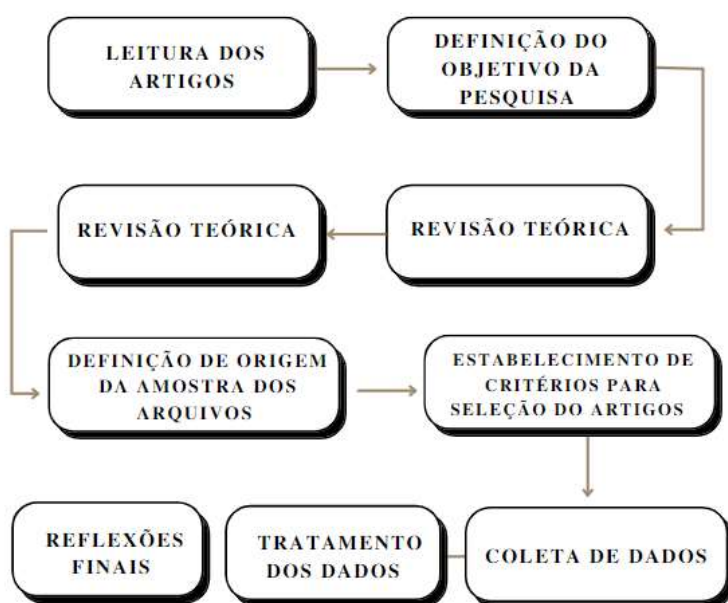 LEITURA DOS
ARTIGOS
DEFINIÇÃO DO
OBJETIVO DA
PESQUISA
REVISÃO TEÓRICA
REVISÃO TEÓRICA
DEFINIÇÃO DE ORIGEM
DA AMOSTRA DOS
ARQUIVOS
ESTABELECIMENTO DE
CRITÉRIOS PARA
SELEÇÃO DO ARTIGOS
COLETA DE DADOS
TRATAMENTO
DOS DADOS
REFLEXÕES
FINAIS